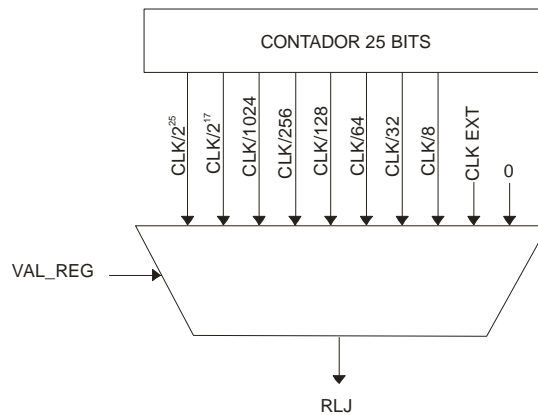 CONTADOR 25 BITS
CLK/2²⁵
CLK/2¹⁷
CLK/1024
CLK/256
CLK/128
CLK/64
CLK/32
CLK/8
CLK EXT
0
VAL_REG
RLJ